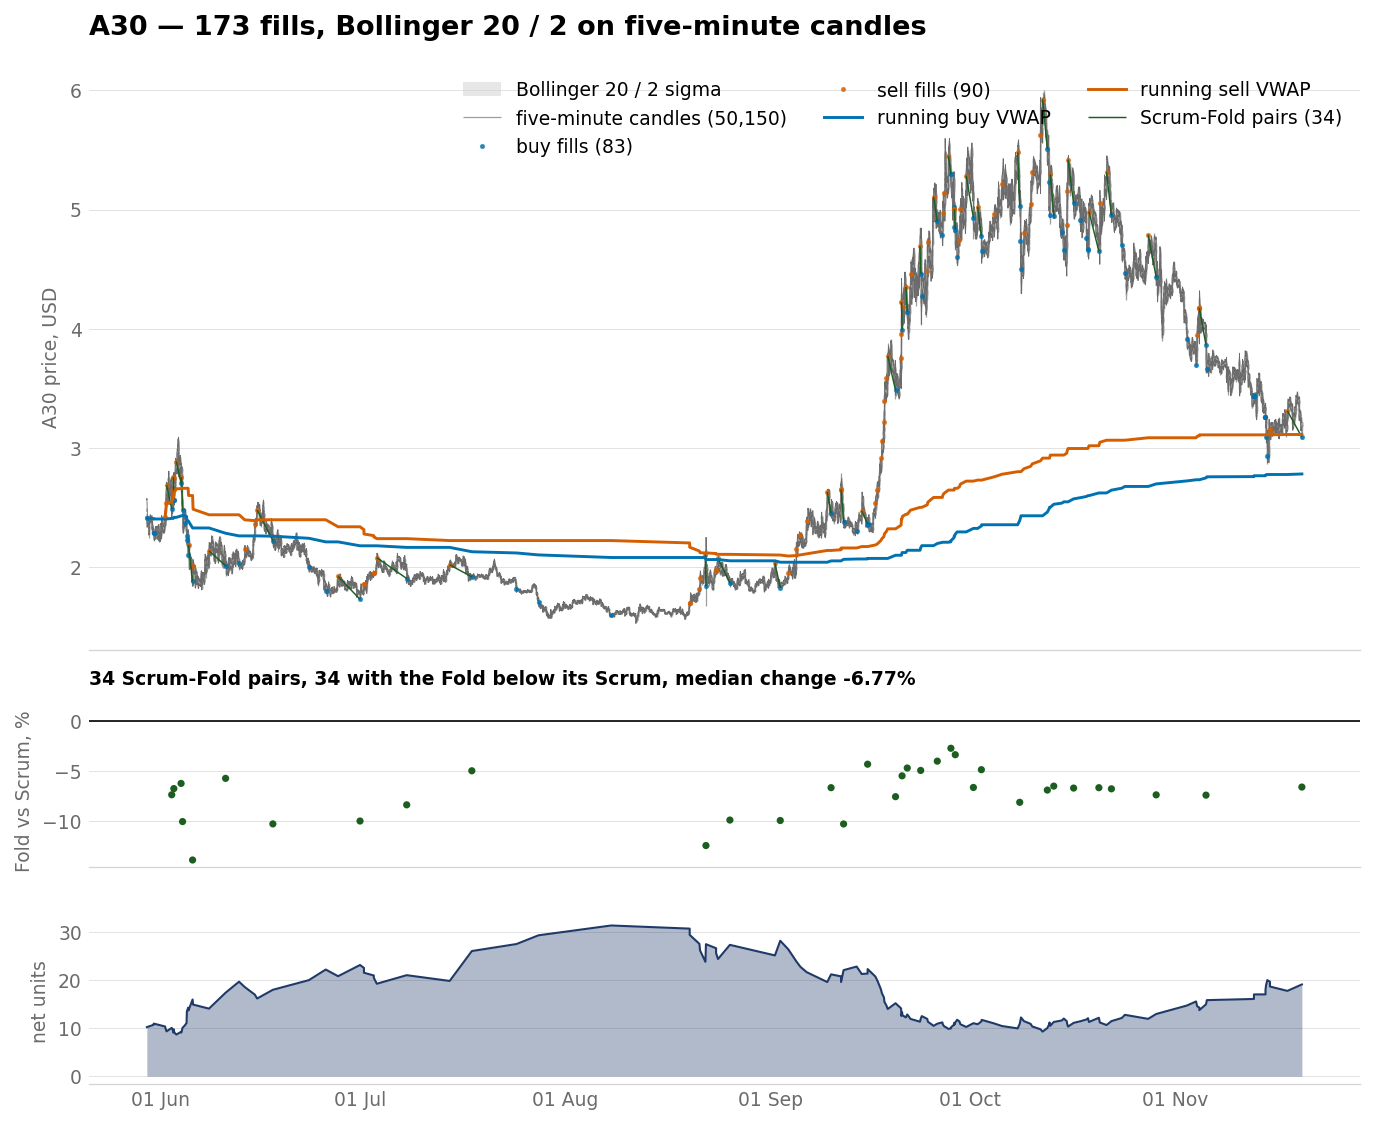 A30 — 173 fills, Bollinger 20 / 2 on five-minute candles
Bollinger 20 / 2 sigma
five-minute candles (50,150)
buy fills (83)
sell fills (90)
running buy VWAP
running sell VWAP
Scrum-Fold pairs (34)
A30 price, USD
6
5
4
3
2
34 Scrum-Fold pairs, 34 with the Fold below its Scrum, median change -6.77%
Fold vs Scrum, %
0
−5
−10
net units
30
20
10
0
01 Jun
01 Jul
01 Aug
01 Sep
01 Oct
01 Nov